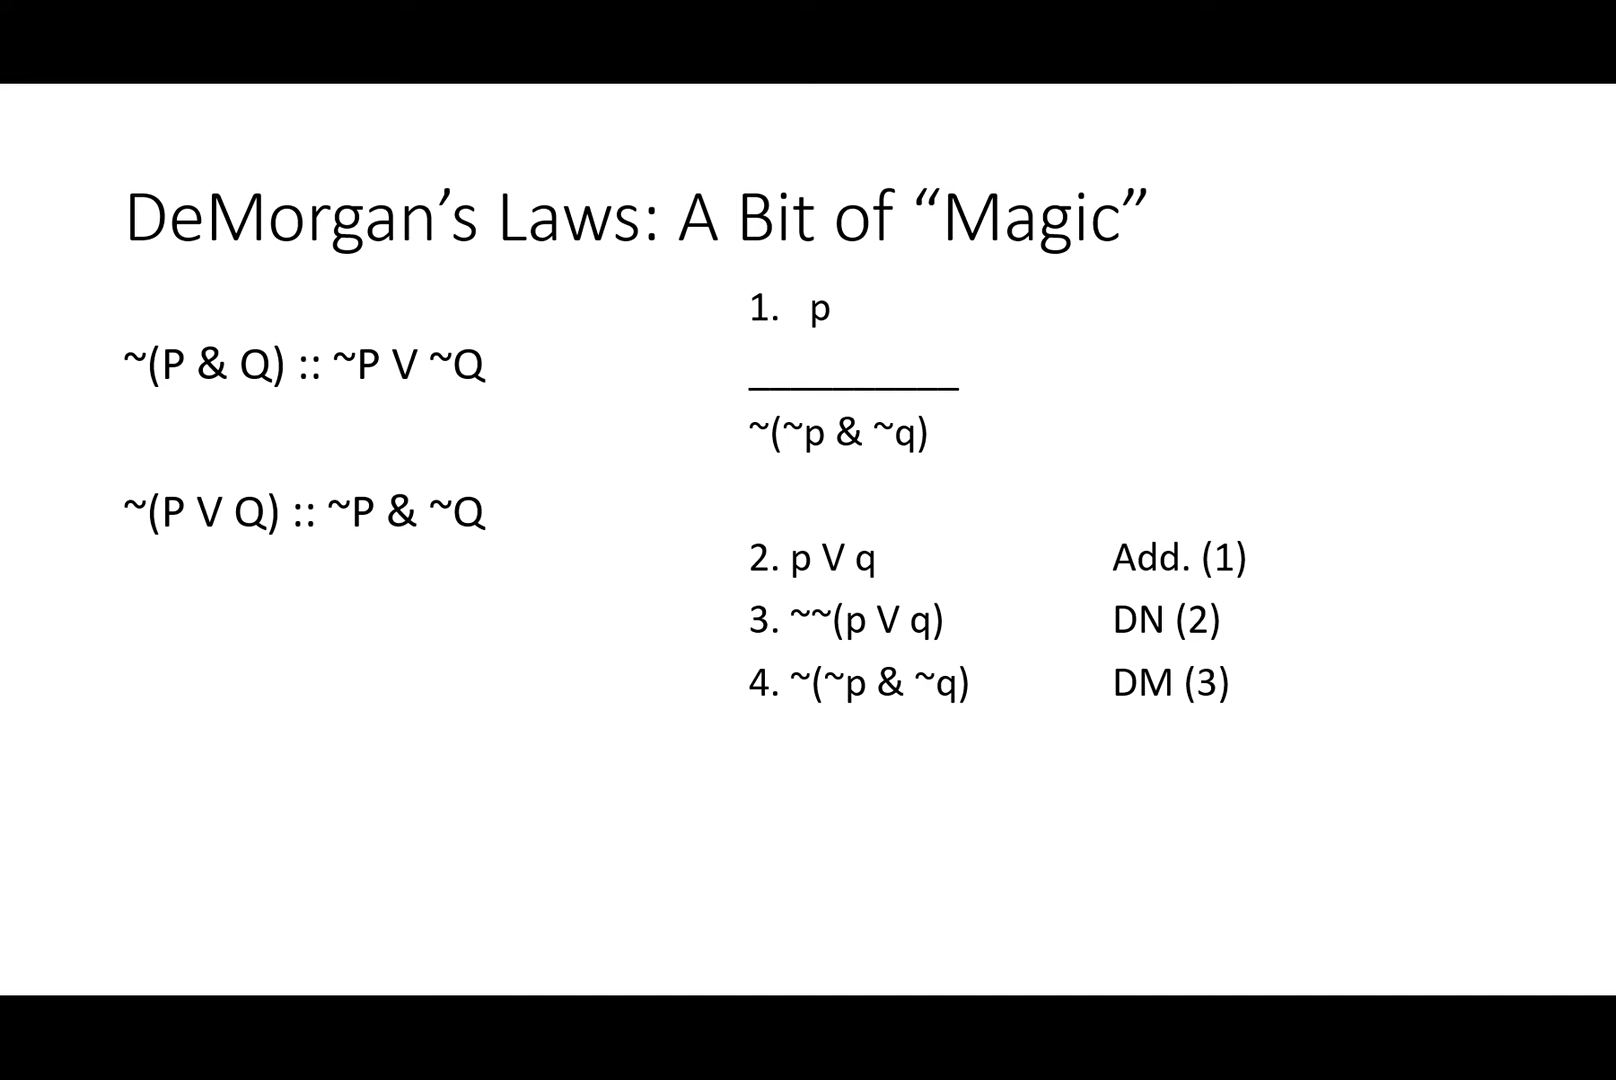 DeMorgan’s Laws: A Bit of “Magic”
~(P & Q) :: ~P V ~Q
~(P V Q) :: ~P & ~Q
1. p
__________
~(~p & ~q)
2. p V q Add. (1)
3. ~~(p V q) DN (2)
4. ~(~p & ~q) DM (3)